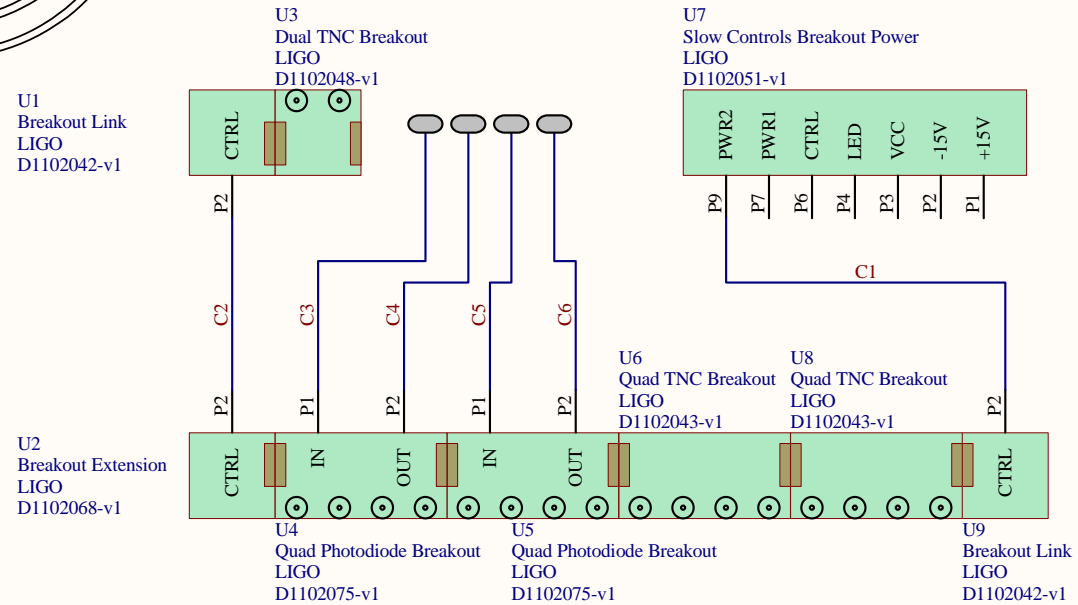 U3
Dual TNC Breakout
LIGO
D1102048-v1
U7
Slow Controls Breakout Power
LIGO
D1102051-v1
U1
Breakout Link
LIGO
D1102042-v1
CTRL
P2
PWR2
PWR1
CTRL
LED
VCC
-15V
+15V
P9
P7
P6
P4
P3
P2
P1
C1
C2
C3
C4
C5
C6
U6
Quad TNC Breakout
LIGO
D1102043-v1
U8
Quad TNC Breakout
LIGO
D1102043-v1
P2
P1
P2
P1
P2
P2
U2
Breakout Extension
LIGO
D1102068-v1
CTRL
IN
OUT
IN
OUT
CTRL
U4
Quad Photodiode Breakout
LIGO
D1102075-v1
U5
Quad Photodiode Breakout
LIGO
D1102075-v1
U9
Breakout Link
LIGO
D1102042-v1